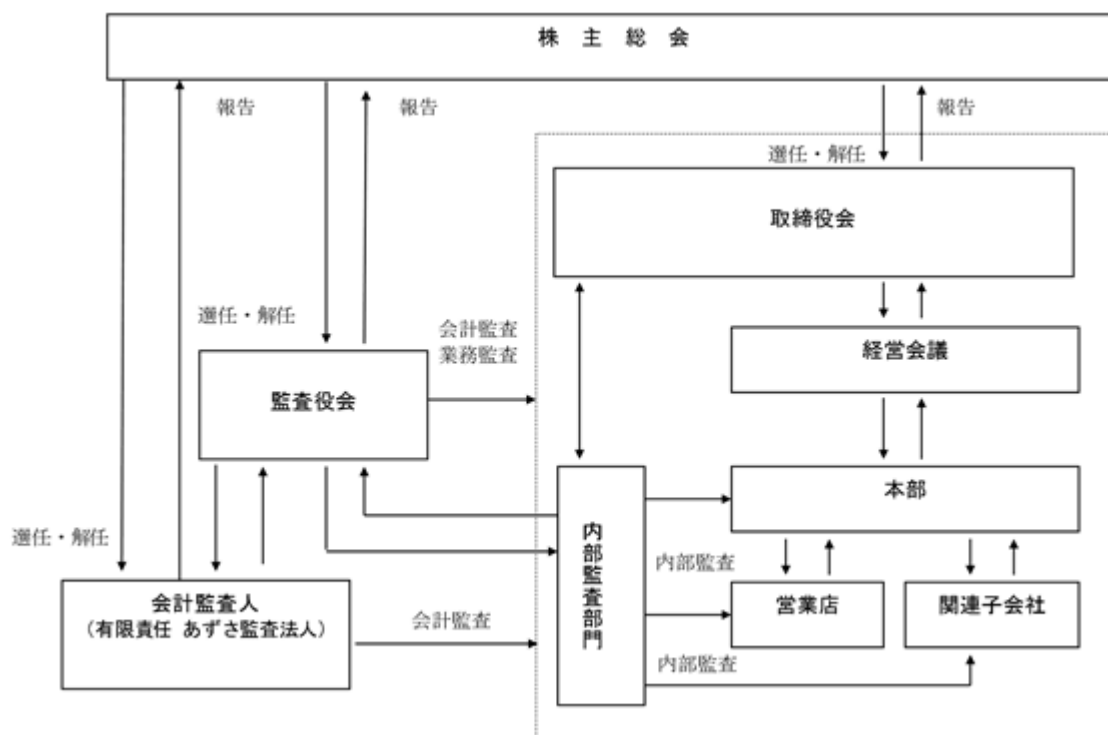 株 主 総 会
報告
報告
報告
選任・解任
取締役会
選任・解任
会計監査
業務監査
経営会議
監査役会
本部
選任・解任
内部監査部門
内部監査
会計監査人
(有限責任 あずさ監査法人)
営業店
関連子会社
会計監査
内部監査